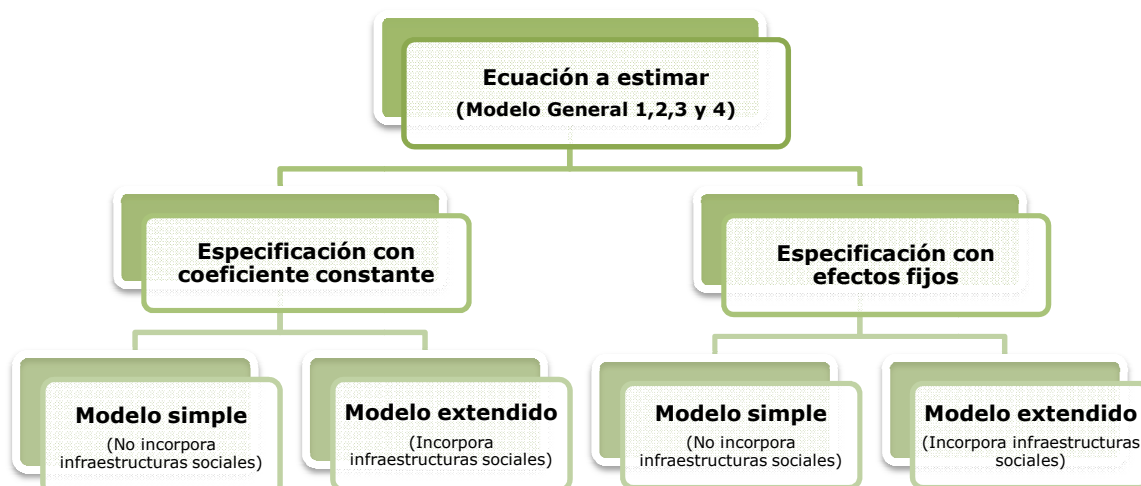 Ecuación a estimar
(Modelo General 1,2,3 y 4)
Especificación con
coeficiente constante
Especificación con
efectos fijos
Modelo simple
(No incorpora
infraestructuras sociales)
Modelo extendido
(Incorpora
infraestructuras sociales)
Modelo simple
(No incorpora
infraestructuras sociales)
Modelo extendido
(Incorpora infraestructuras
sociales)